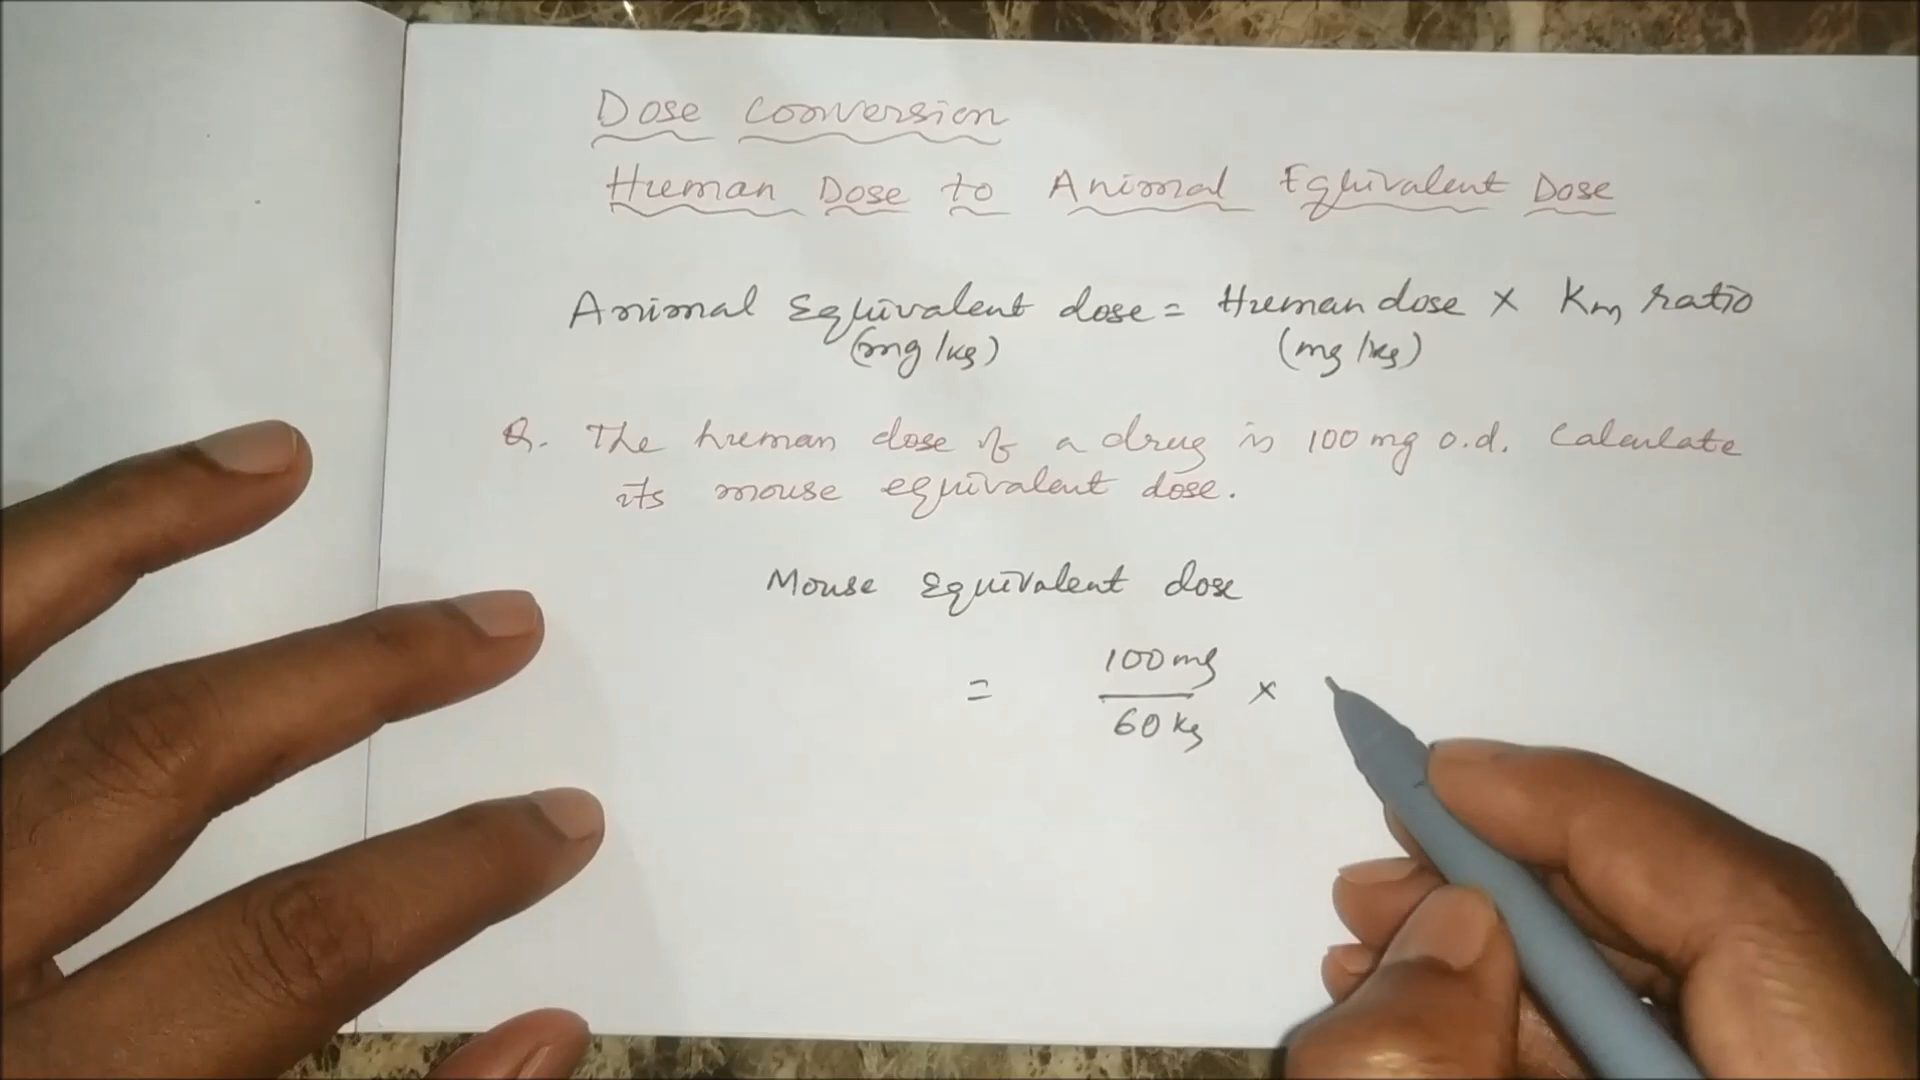 Dose Conversion
Human Dose to Animal Equivalent Dose
Animal Equivalent dose = Human dose × Km ratio
(mg/kg) (mg/kg)
Q. The human dose of a drug is 100 mg o.d. Calculate
its mouse equivalent dose.
Mouse Equivalent dose
= 100 mg ×
60 kg